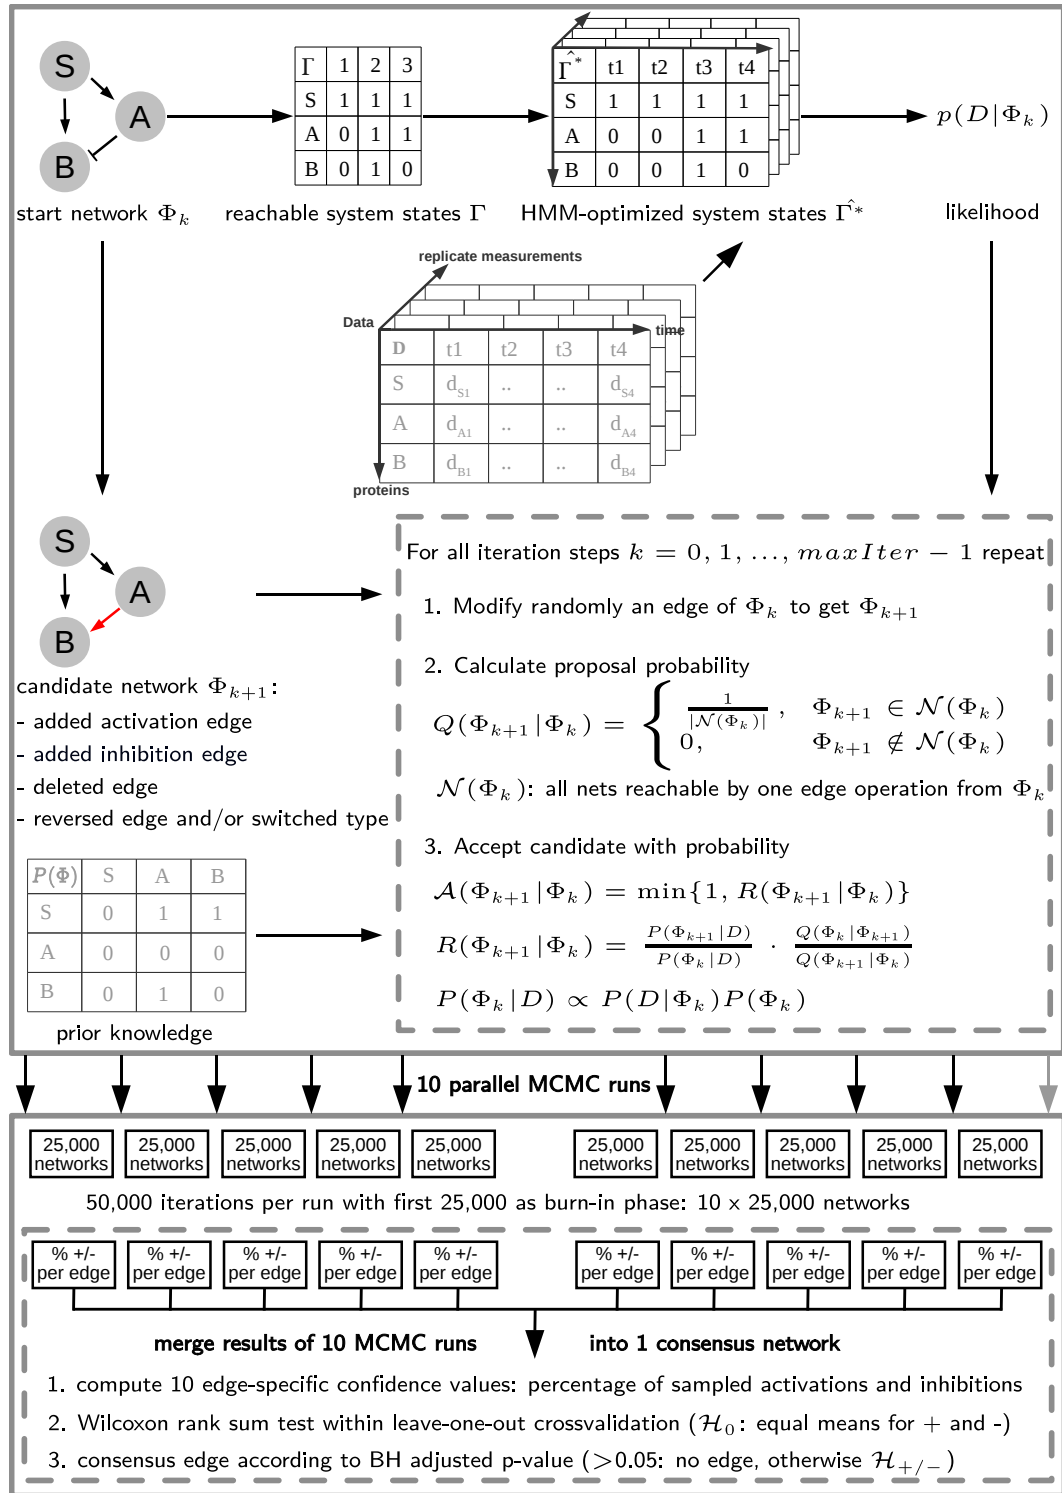 S
A
B
start network Φk
Γ 1 2 3
S 1 1 1
A 0 1 1
B 0 1 0
reachable system states Γ
Γ̂* t1 t2 t3 t4
S 1 1 1 1
A 0 0 1 1
B 0 0 1 0
HMM-optimized system states Γ̂*
p(D|Φk)
likelihood
replicate measurements
Data
time
D t1 t2 t3 t4
S dS1 .. .. dS4
A dA1 .. .. dA4
B dB1 .. .. dB4
proteins
S
A
B
candidate network Φk+1:
- added activation edge
- added inhibition edge
- deleted edge
- reversed edge and/or switched type
P(Φ) S A B
S 0 1 1
A 0 0 0
B 0 1 0
prior knowledge
For all iteration steps k = 0, 1, ..., maxIter − 1 repeat
1. Modify randomly an edge of Φk to get Φk+1
2. Calculate proposal probability
Q(Φk+1|Φk) = { 1/|N(Φk)|, Φk+1 ∈ N(Φk)
0, Φk+1 ∉ N(Φk)
N(Φk): all nets reachable by one edge operation from Φk
3. Accept candidate with probability
A(Φk+1|Φk) = min{1, R(Φk+1|Φk)}
R(Φk+1|Φk) = P(Φk+1|D)/P(Φk|D) · Q(Φk|Φk+1)/Q(Φk+1|Φk)
P(Φk|D) ∝ P(D|Φk)P(Φk)
10 parallel MCMC runs
25,000 25,000 25,000 25,000 25,000 25,000 25,000 25,000 25,000 25,000
networks networks networks networks networks networks networks networks networks networks
50,000 iterations per run with first 25,000 as burn-in phase: 10 x 25,000 networks
% +/- % +/- % +/- % +/- % +/- % +/- % +/- % +/- % +/- % +/-
per edge per edge per edge per edge per edge per edge per edge per edge per edge per edge
merge results of 10 MCMC runs into 1 consensus network
1. compute 10 edge-specific confidence values: percentage of sampled activations and inhibitions
2. Wilcoxon rank sum test within leave-one-out crossvalidation (H0: equal means for + and -)
3. consensus edge according to BH adjusted p-value (>0.05: no edge, otherwise H+/−)